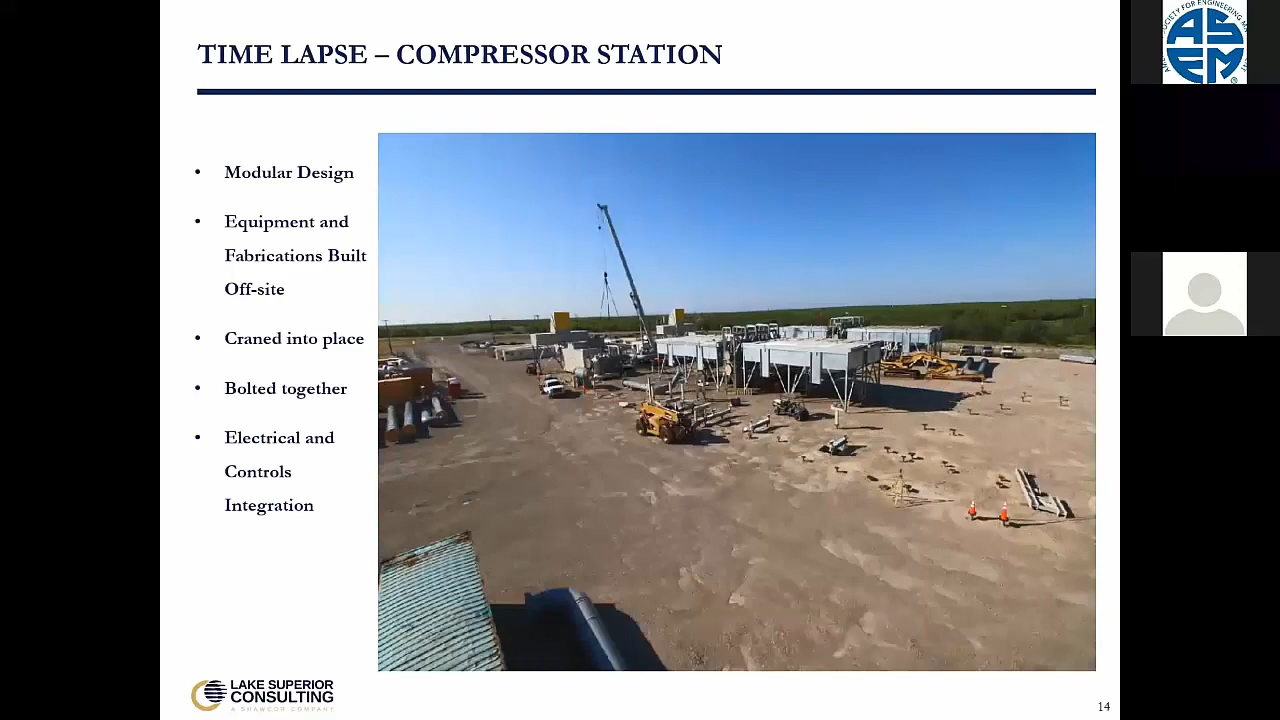 TIME LAPSE – COMPRESSOR STATION
• Modular Design
• Equipment and
Fabrications Built
Off-site
• Craned into place
• Bolted together
• Electrical and
Controls
Integration
LAKE SUPERIOR
CONSULTING
A SHAWCOR COMPANY
14
ASEM